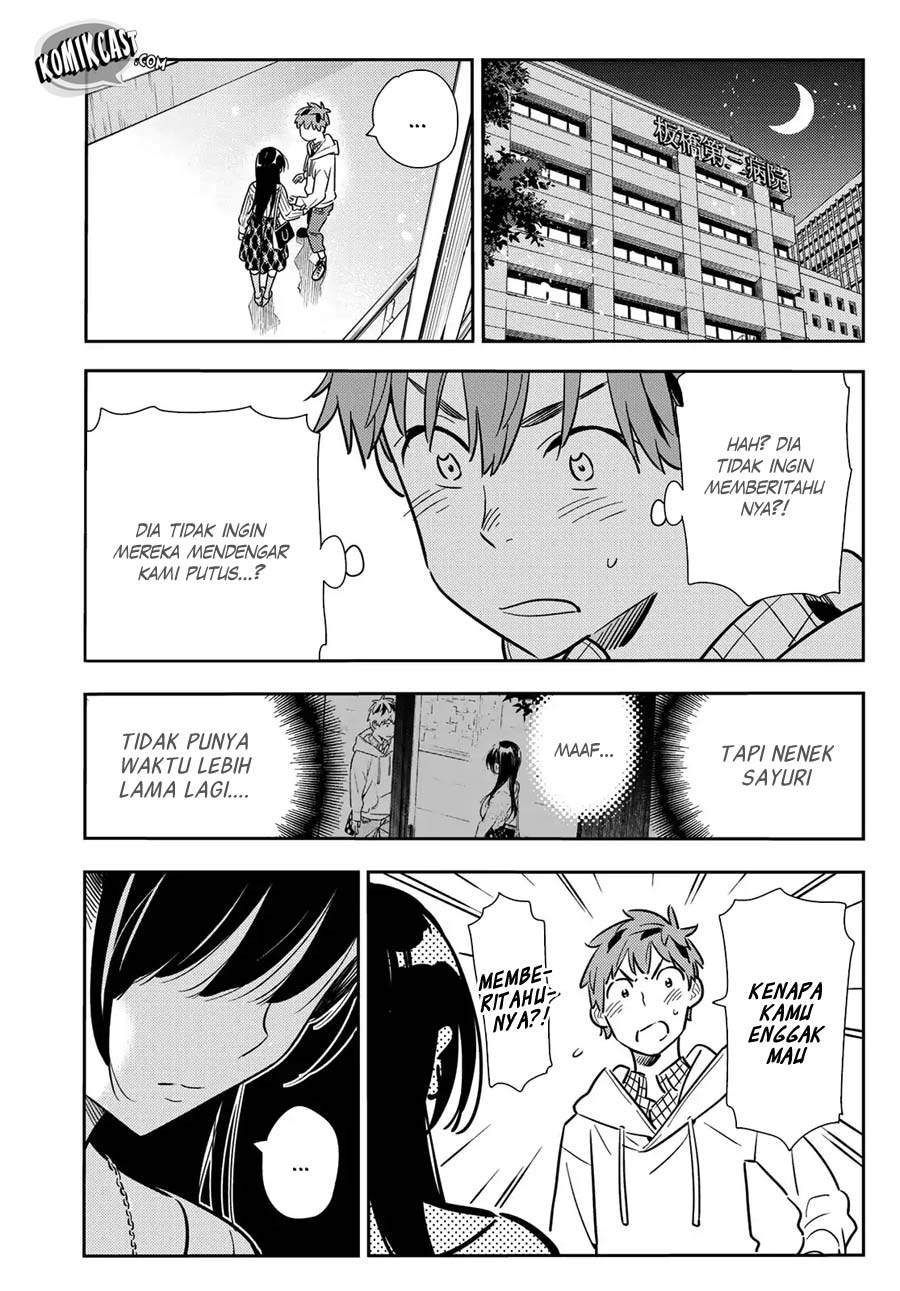 KOMIKCAST
.COM
板橋第三病院
...
HAH? DIA
TIDAK INGIN
MEMBERITAHU
NYA?!
DIA TIDAK INGIN
MEREKA MENDENGAR
KAMI PUTUS...?
TAPI NENEK
SAYURI
MAAF...
TIDAK PUNYA
WAKTU LEBIH
LAMA LAGI....
KENAPA
KAMU
ENGGAK
MAU
MEMBE-
RITAHU-
NYA?!
...